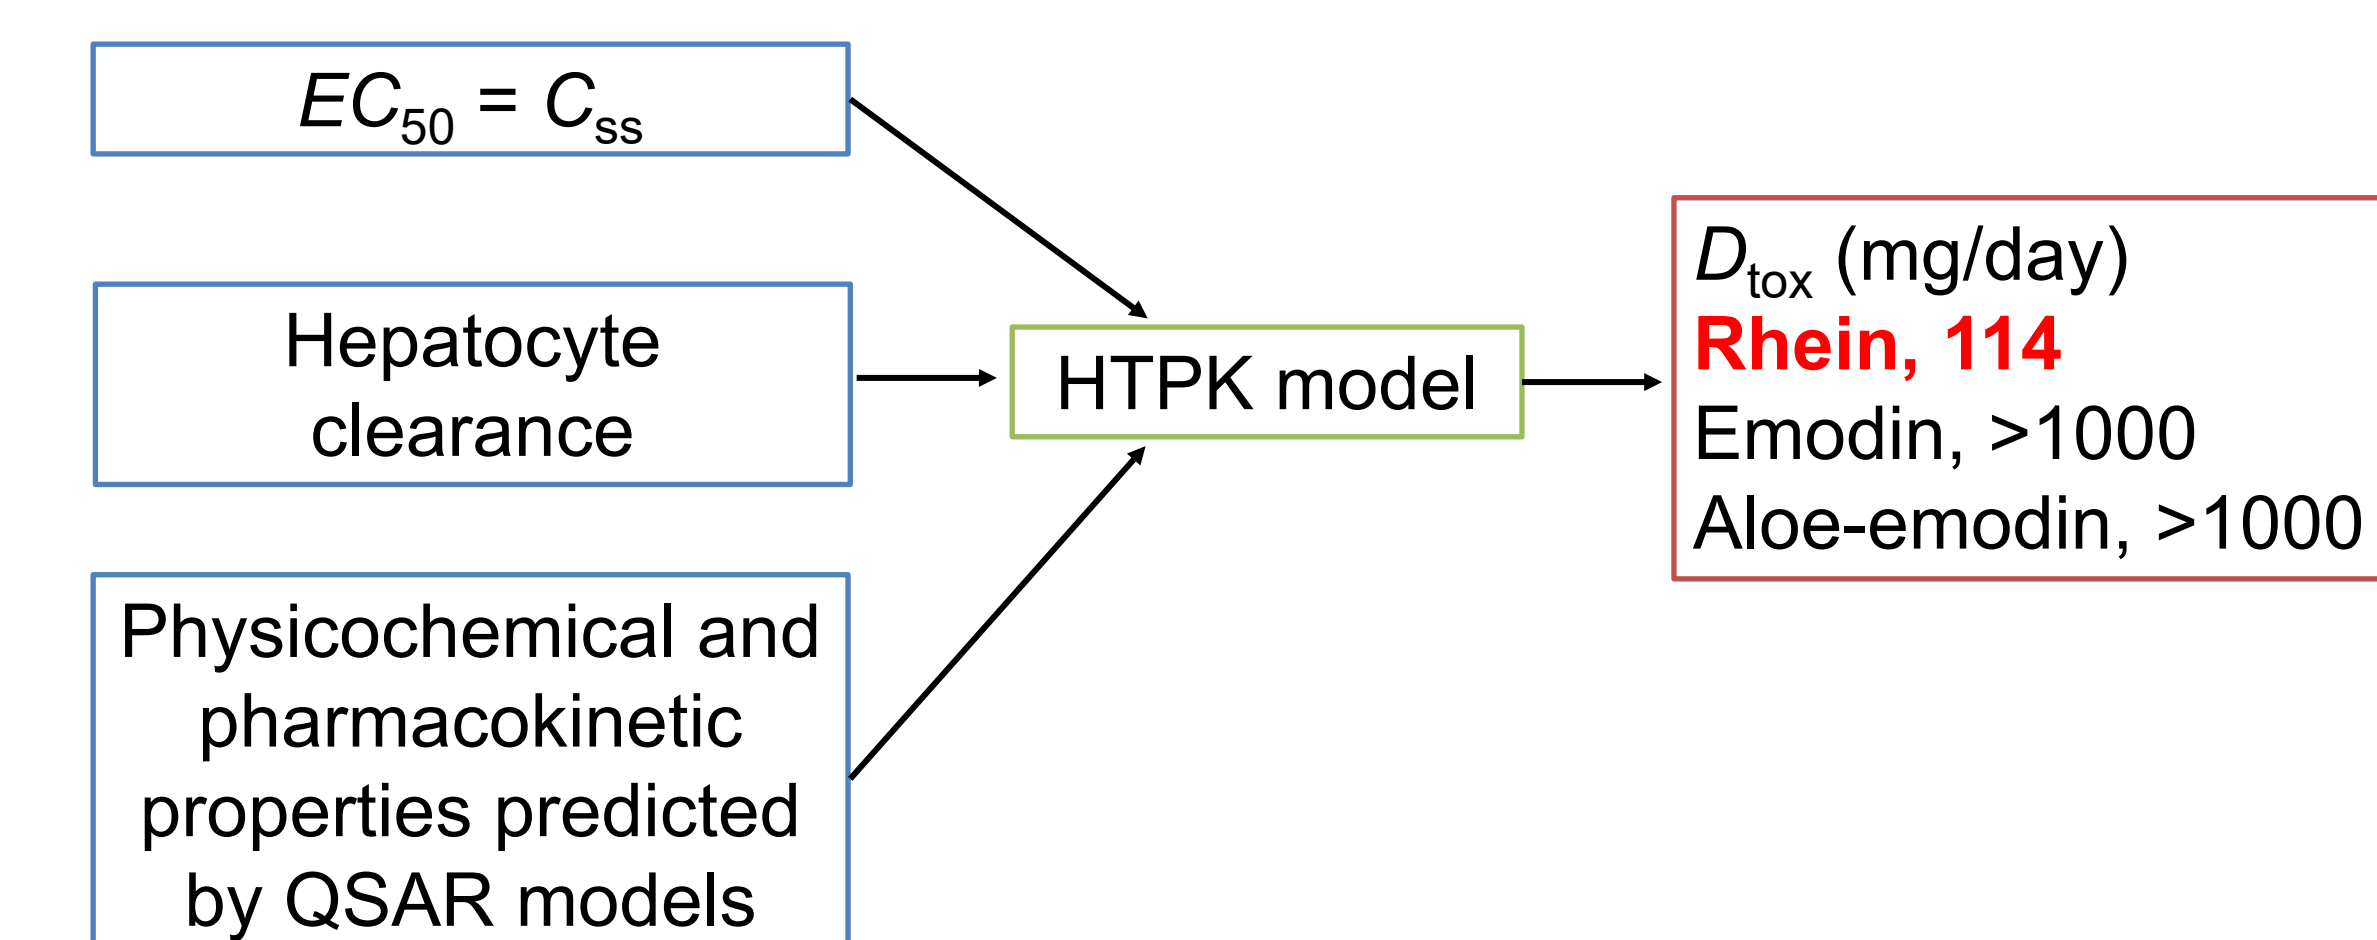 EC50 = Css
Hepatocyte
clearance
Physicochemical and
pharmacokinetic
properties predicted
by QSAR models
HTPK model
Dtox (mg/day)
Rhein, 114
Emodin, >1000
Aloe-emodin, >1000